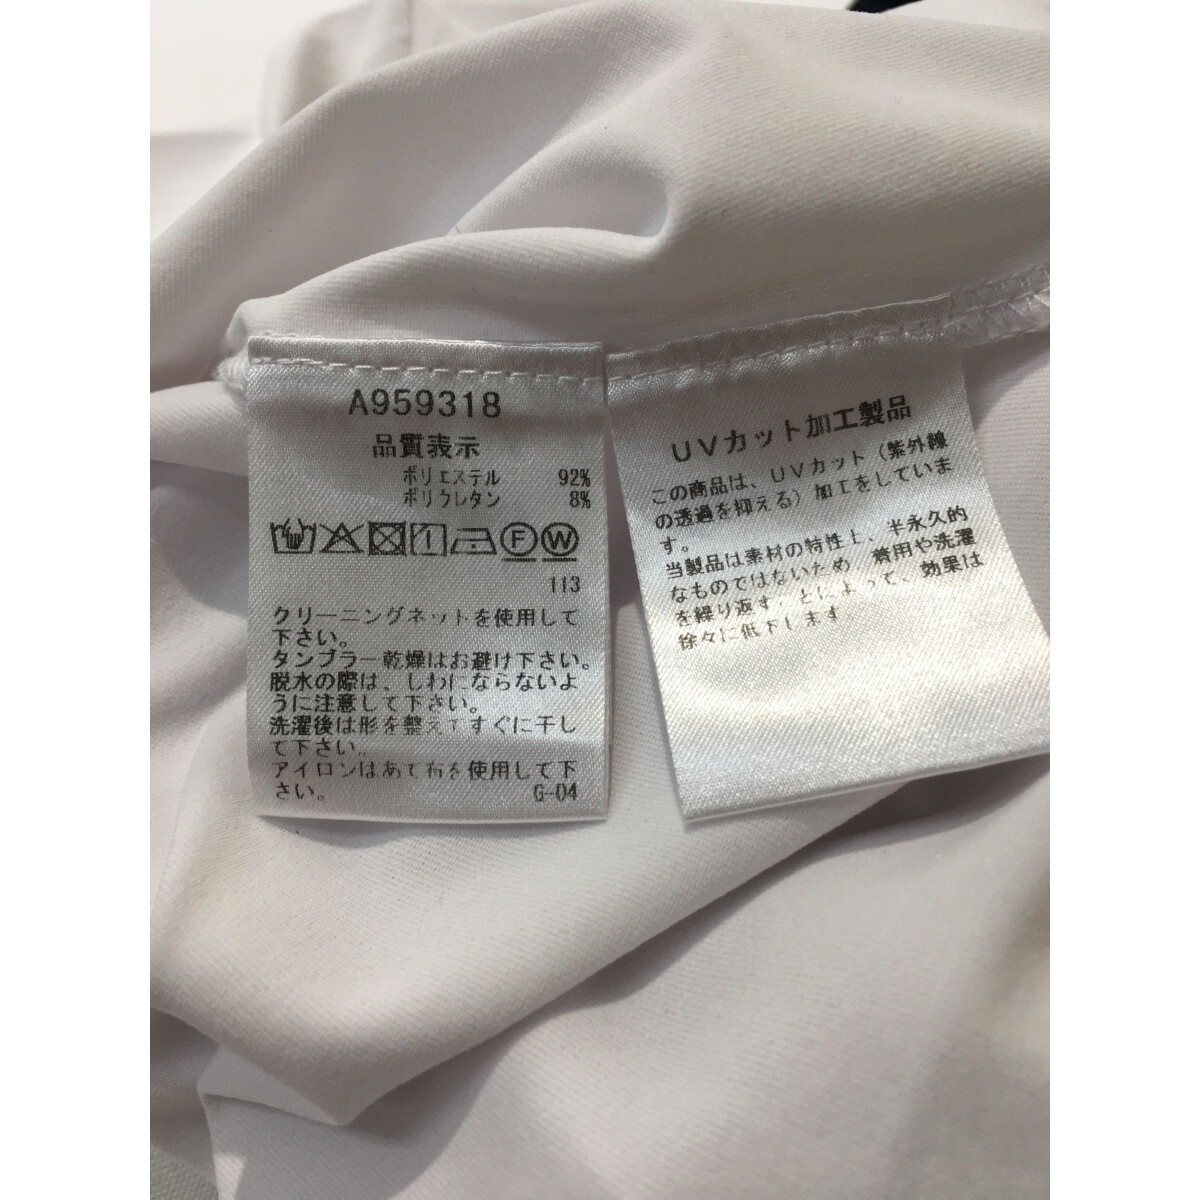 A959318
品質表示
ポリエステル 92%
ポリウレタン 8%
F W
113
クリーニングネットを使用して
下さい。
タンブラー乾燥はお避け下さい。
脱水の際は、しわにならないよ
うに注意して下さい。
洗濯後は形を整えてすぐに干し
て下さい。
アイロンはあて布を使用して下
さい。 G-04
UVカット加工製品
この商品は、UVカット（紫外線
の透過を抑える）加工をしていま
す。
当製品は素材の特性上、半永久的
なものではないため、着用や洗濯
を繰り返すことによって、効果は
徐々に低下します